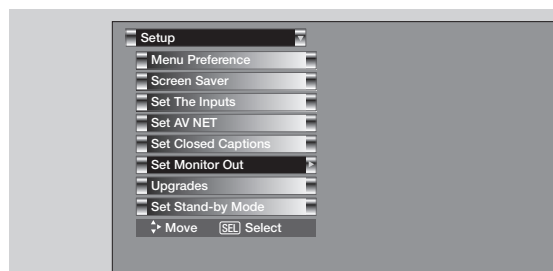 Setup
Menu Preference
Screen Saver
Set The Inputs
Set AV NET
Set Closed Captions
Set Monitor Out
Upgrades
Set Stand-by Mode
Move SEL Select